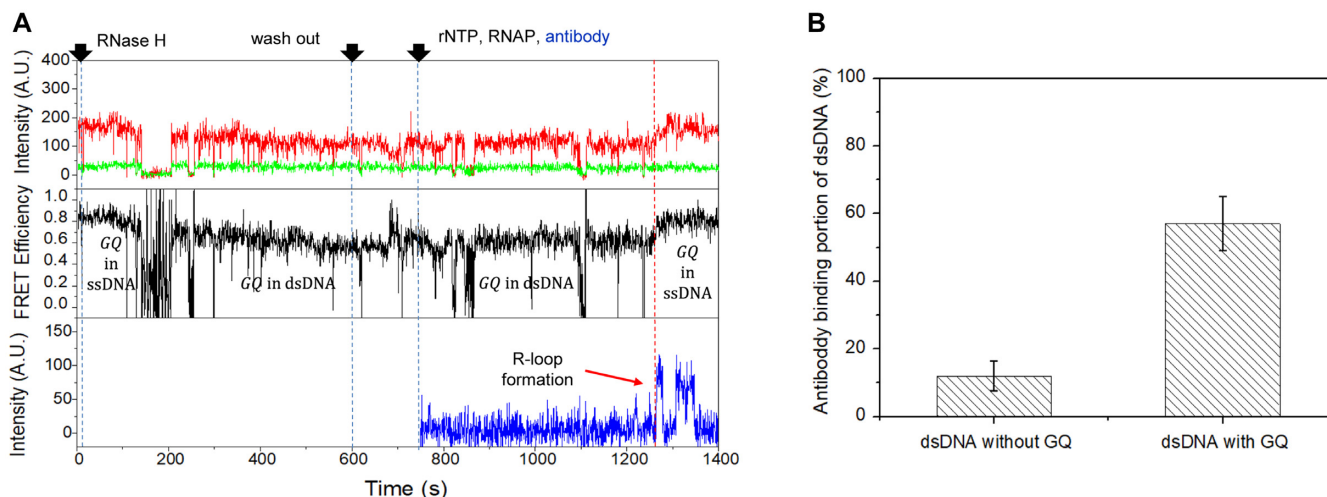 A
RNase H
wash out
rNTP, RNAP, antibody
Intensity (A.U.)
400
300
200
100
0
FRET Efficiency
1.0
0.8
0.6
0.4
0.2
0.0
GQ
in
ssDNA
GQ in dsDNA
GQ in dsDNA
GQ
in
ssDNA
Intensity (A.U.)
150
100
50
0
R-loop
formation
0 200 400 600 800 1000 1200 1400
Time (s)
B
Antiboddy binding portion of dsDNA (%)
100
80
60
40
20
0
dsDNA without GQ
dsDNA with GQ